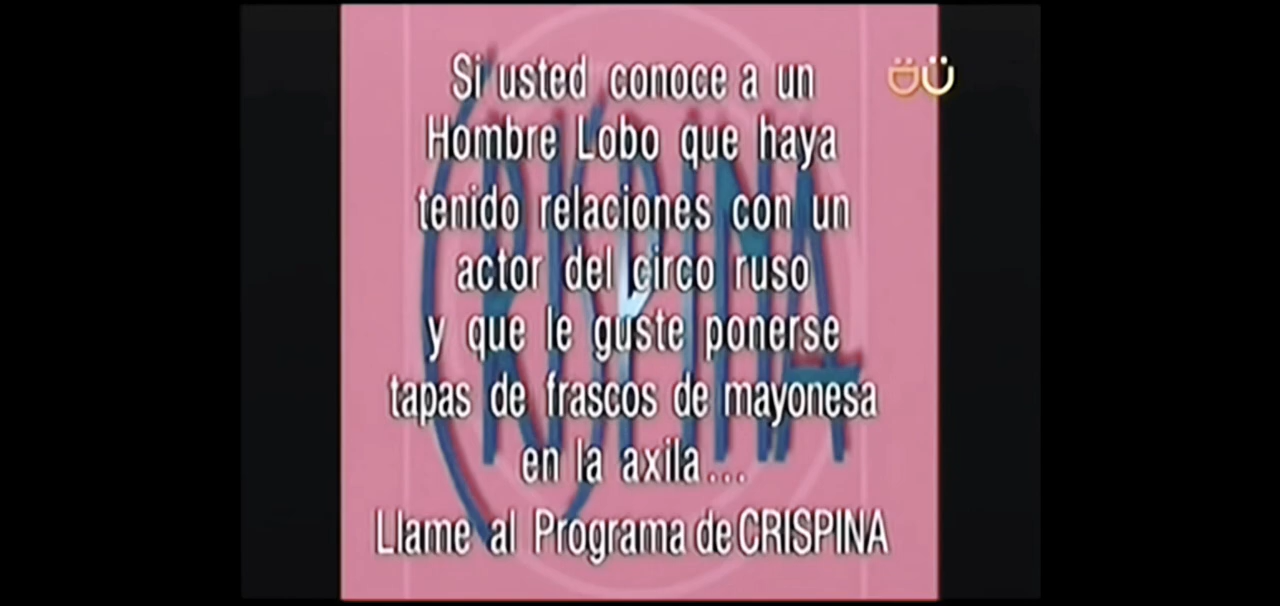 Si usted conoce a un
Hombre Lobo que haya
tenido relaciones con un
actor del circo ruso
y que le guste ponerse
tapas de frascos de mayonesa
en la axila...
Llame al Programa de CRISPINA
CRISPINA